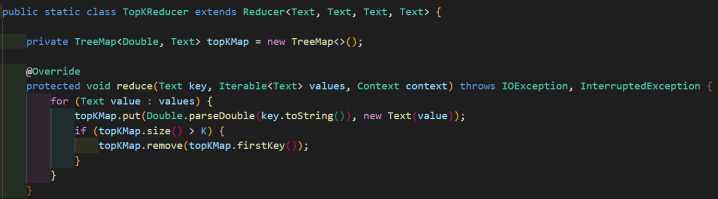 public static class TopKReducer extends Reducer<Text, Text, Text, Text> {
private TreeMap<Double, Text> topKMap = new TreeMap<>();
@Override
protected void reduce(Text key, Iterable<Text> values, Context context) throws IOException, InterruptedException {
for (Text value : values) {
topKMap.put(Double.parseDouble(key.toString()), new Text(value));
if (topKMap.size() > K) {
topKMap.remove(topKMap.firstKey());
}
}
}